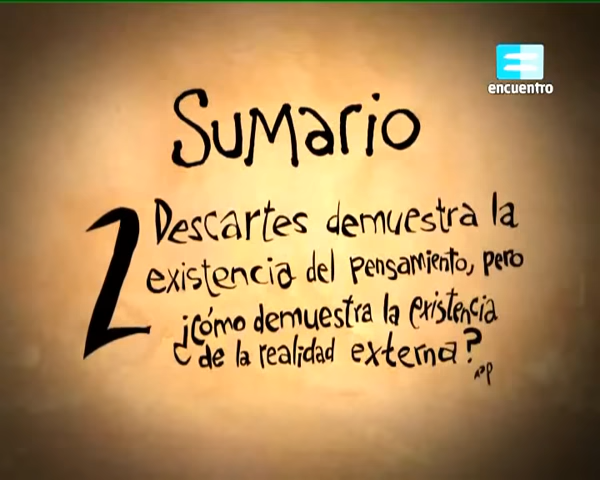 encuentro
Sumario
2 Descartes demuestra la
existencia del pensamiento, pero
¿cómo demuestra la existencia
de la realidad externa?